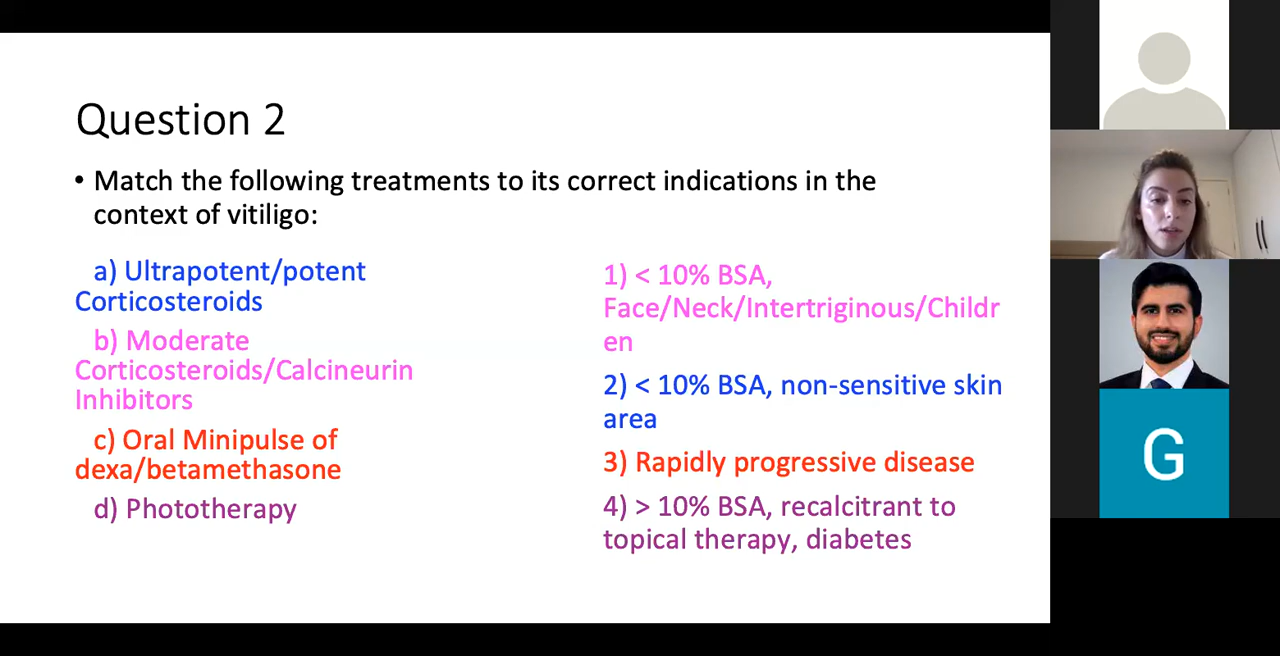 Question 2
• Match the following treatments to its correct indications in the
context of vitiligo:
a) Ultrapotent/potent
Corticosteroids
b) Moderate
Corticosteroids/Calcineurin
Inhibitors
c) Oral Minipulse of
dexa/betamethasone
d) Phototherapy
1) < 10% BSA,
Face/Neck/Intertriginous/Childr
en
2) < 10% BSA, non-sensitive skin
area
3) Rapidly progressive disease
4) > 10% BSA, recalcitrant to
topical therapy, diabetes
G